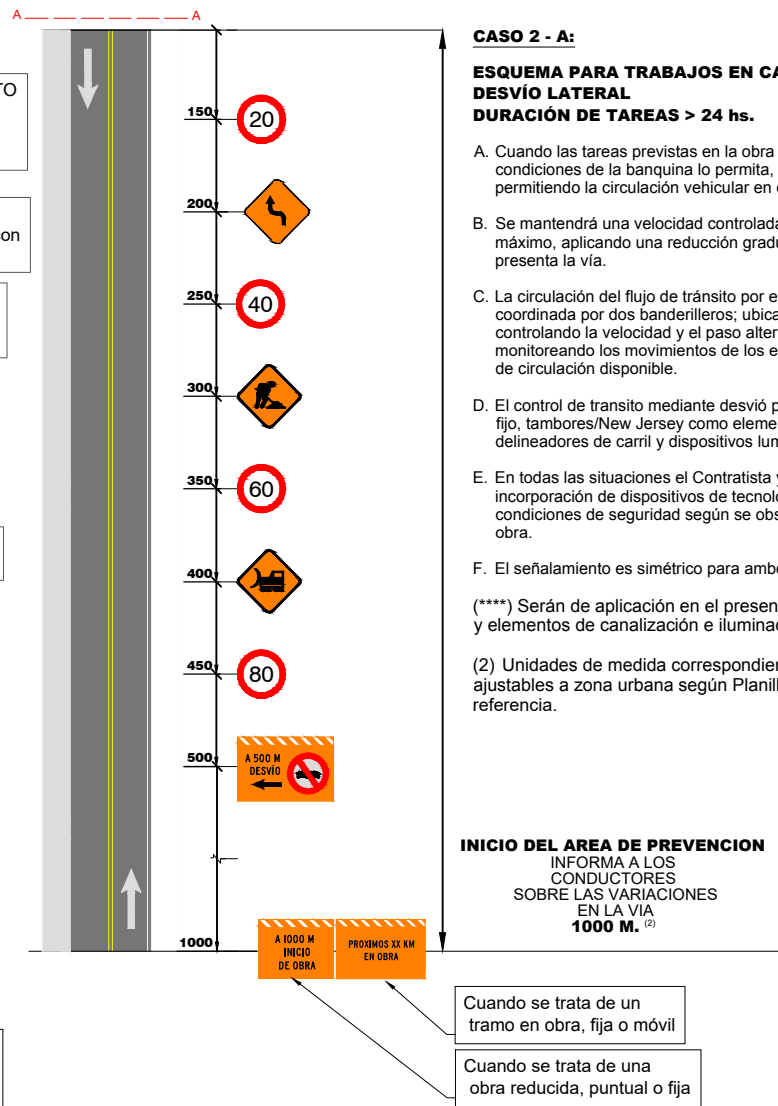 A A
TO
con
150
20
200
250
40
300
350
60
400
450
80
500
A 500 M
DESVÍO
1000
A 1000 M
INICIO
DE OBRA
PROXIMOS XX KM
EN OBRA
CASO 2 - A:
ESQUEMA PARA TRABAJOS EN CA
DESVÍO LATERAL
DURACIÓN DE TAREAS > 24 hs.
A. Cuando las tareas previstas en la obra
condiciones de la banquina lo permita,
permitiendo la circulación vehicular en
B. Se mantendrá una velocidad controlada
máximo, aplicando una reducción gradu
presenta la vía.
C. La circulación del flujo de tránsito por e
coordinada por dos banderilleros; ubica
controlando la velocidad y el paso alter
monitoreando los movimientos de los e
de circulación disponible.
D. El control de transito mediante desvió p
fijo, tambores/New Jersey como eleme
delineadores de carril y dispositivos lum
E. En todas las situaciones el Contratista y
incorporación de dispositivos de tecnol
condiciones de seguridad según se obs
obra.
F. El señalamiento es simétrico para ambo
(****) Serán de aplicación en el presen
y elementos de canalización e iluminac
(2) Unidades de medida correspondien
ajustables a zona urbana según Planill
referencia.
INICIO DEL AREA DE PREVENCION
INFORMA A LOS
CONDUCTORES
SOBRE LAS VARIACIONES
EN LA VIA
1000 M. (2)
Cuando se trata de un
tramo en obra, fija o móvil
Cuando se trata de una
obra reducida, puntual o fija